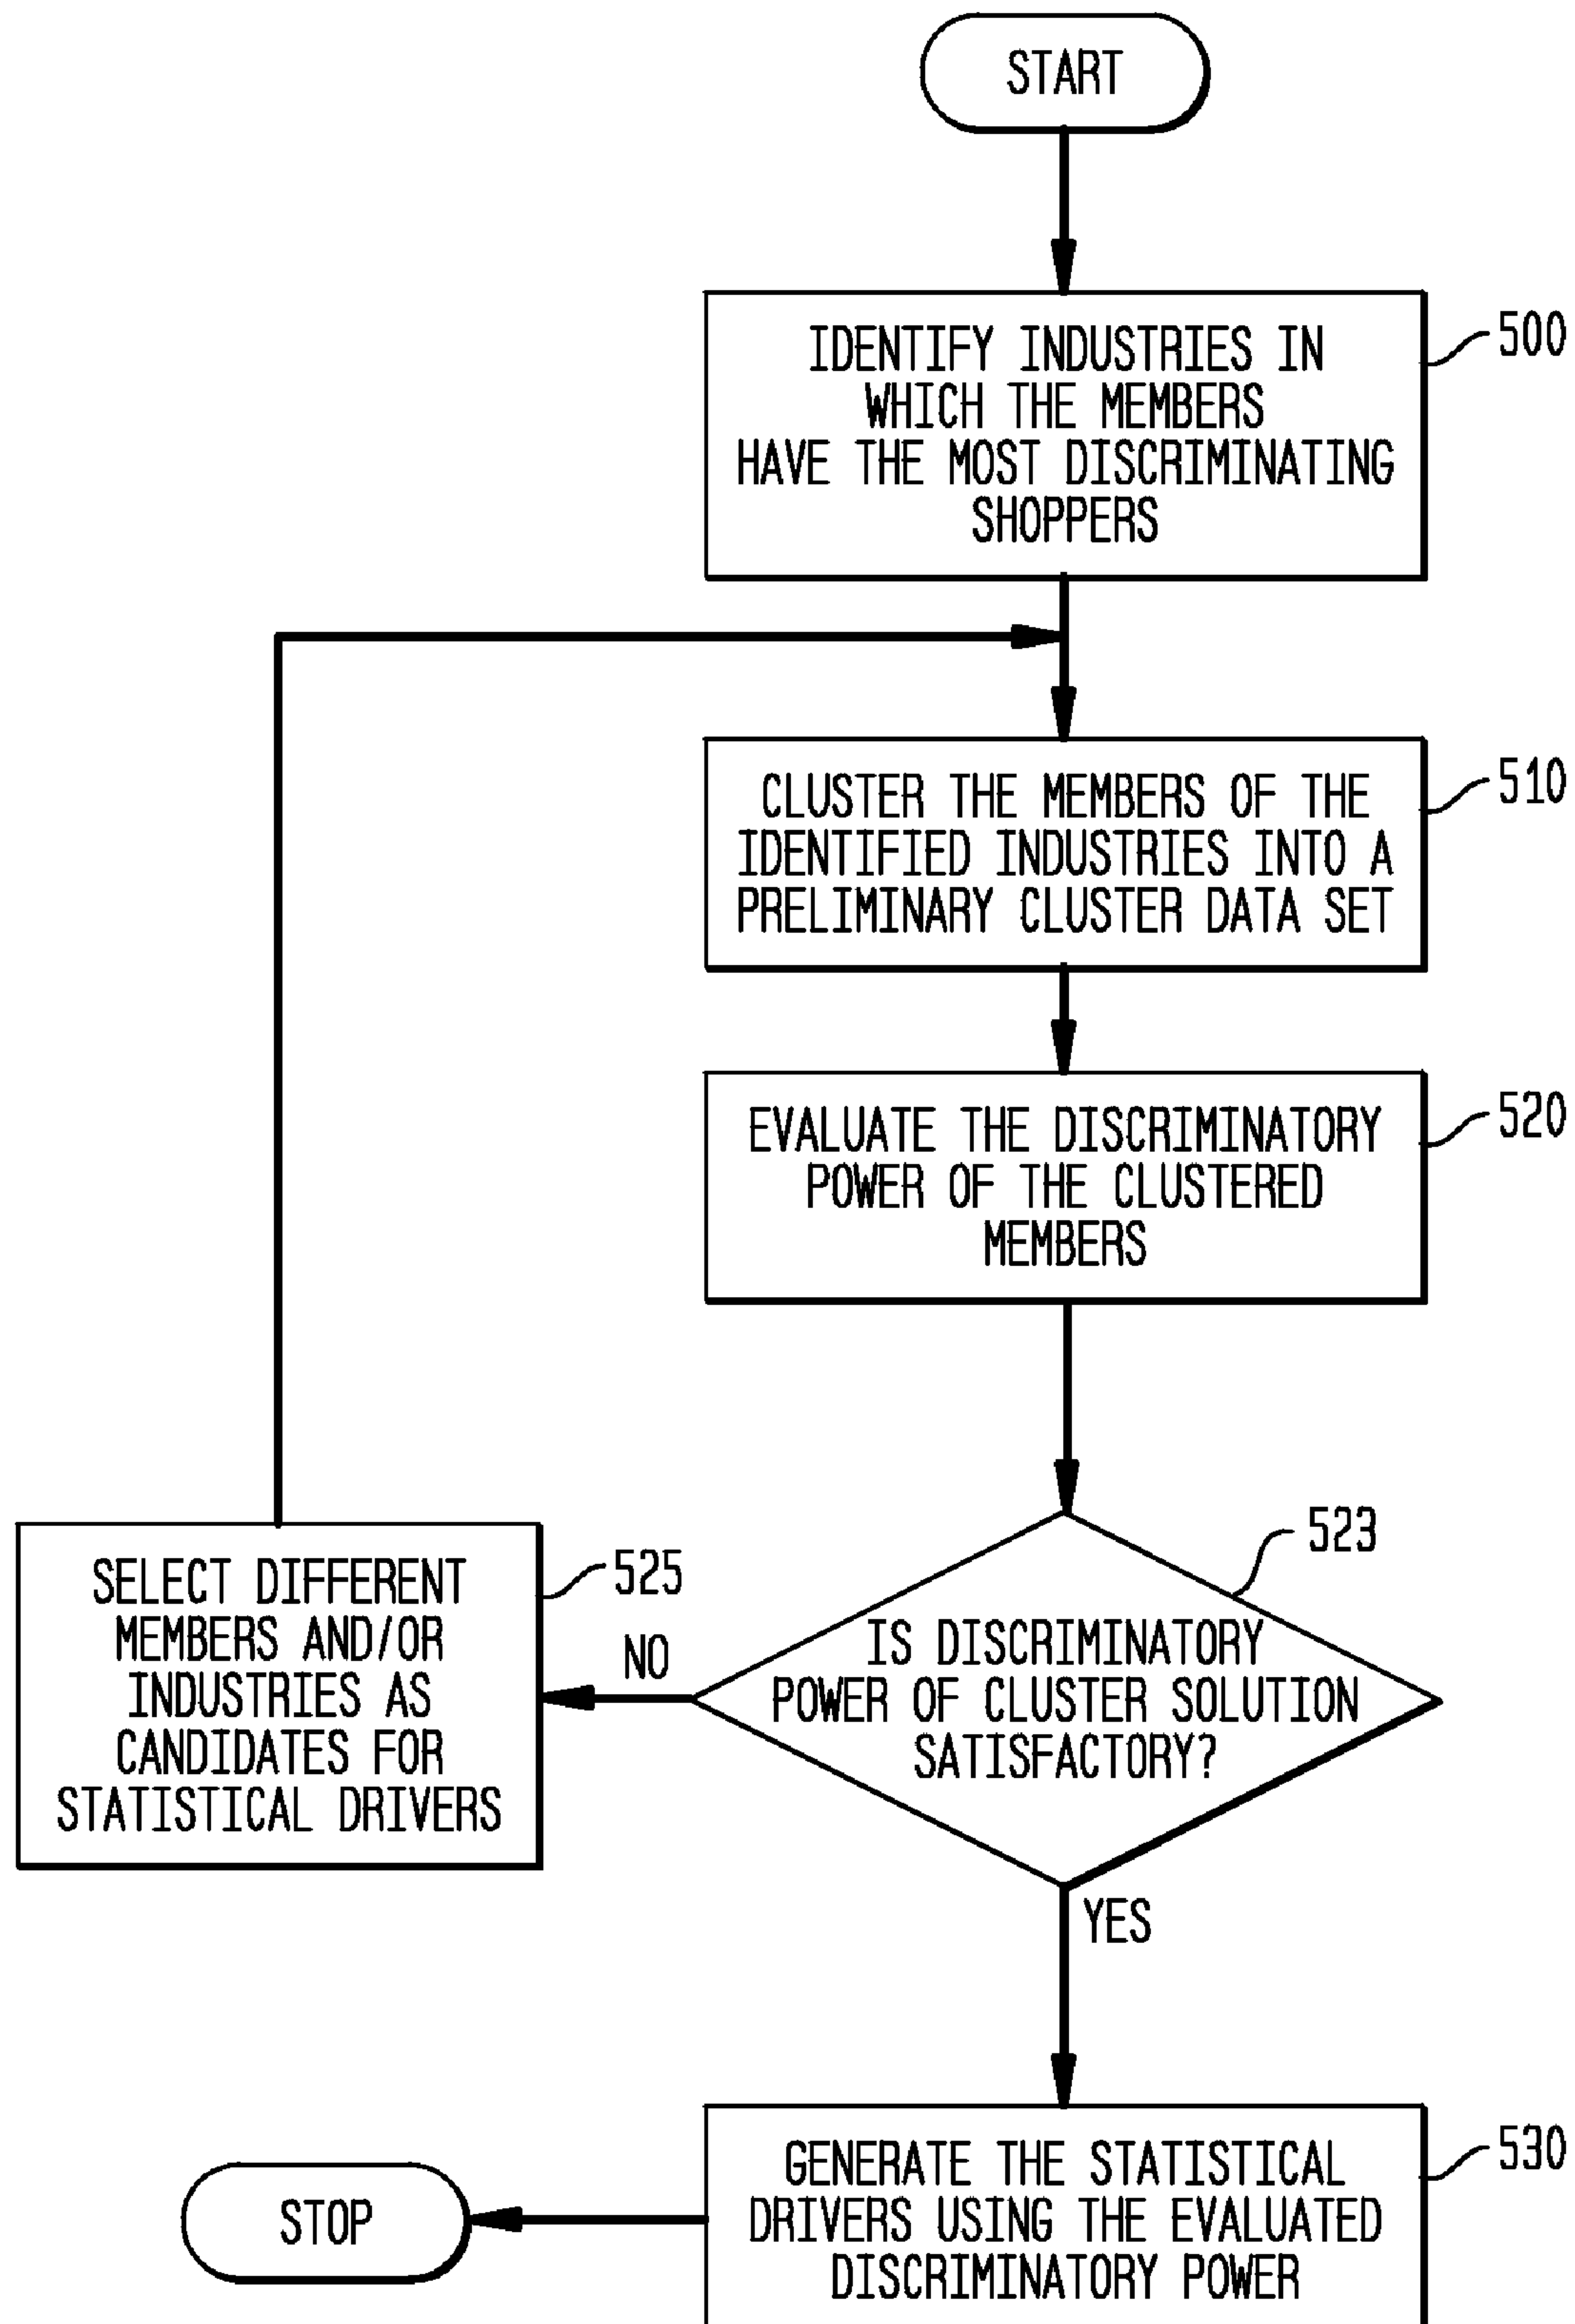 START
IDENTIFY INDUSTRIES IN
WHICH THE MEMBERS
HAVE THE MOST DISCRIMINATING
SHOPPERS
500
CLUSTER THE MEMBERS OF THE
IDENTIFIED INDUSTRIES INTO A
PRELIMINARY CLUSTER DATA SET
510
EVALUATE THE DISCRIMINATORY
POWER OF THE CLUSTERED
MEMBERS
520
IS DISCRIMINATORY
POWER OF CLUSTER SOLUTION
SATISFACTORY?
523
NO
SELECT DIFFERENT
MEMBERS AND/OR
INDUSTRIES AS
CANDIDATES FOR
STATISTICAL DRIVERS
525
YES
GENERATE THE STATISTICAL
DRIVERS USING THE EVALUATED
DISCRIMINATORY POWER
530
STOP